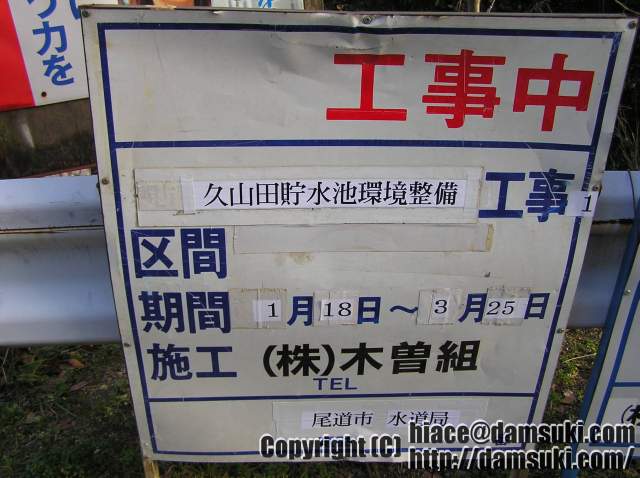 力を
工事中
久山田貯水池環境整備 工事 1
区間
期間 1月18日～3月25日
施工 (株)木曽組
TEL
尾道市 水道局
Copyright (C) hiace@damsuki.com
http://damsuki.com/